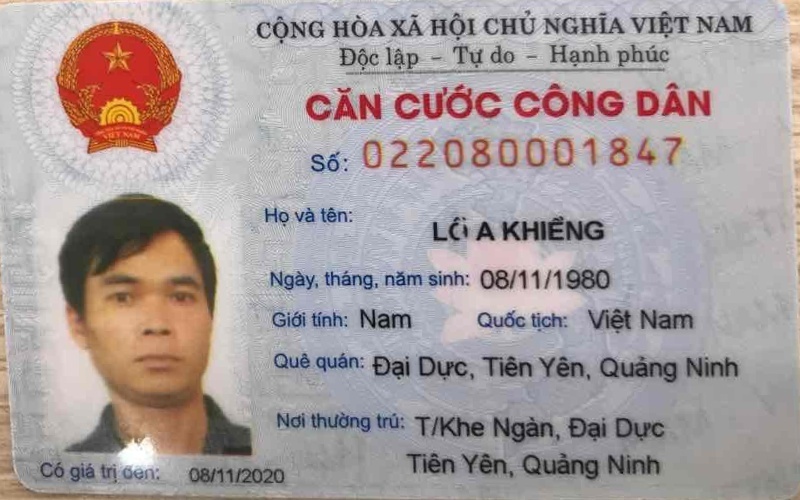 CỘNG HÒA XÃ HỘI CHỦ NGHĨA VIỆT NAM
Độc lập - Tự do - Hạnh phúc
CĂN CƯỚC CÔNG DÂN
Số: 022080001847
Họ và tên:
A KHIỀNG
Ngày, tháng, năm sinh: 08/11/1980
Giới tính: Nam Quốc tịch: Việt Nam
Quê quán: Đại Dực, Tiên Yên, Quảng Ninh
Nơi thường trú: T/Khe Ngàn, Đại Dực
Tiên Yên, Quảng Ninh
Có giá trị đến: 08/11/2020